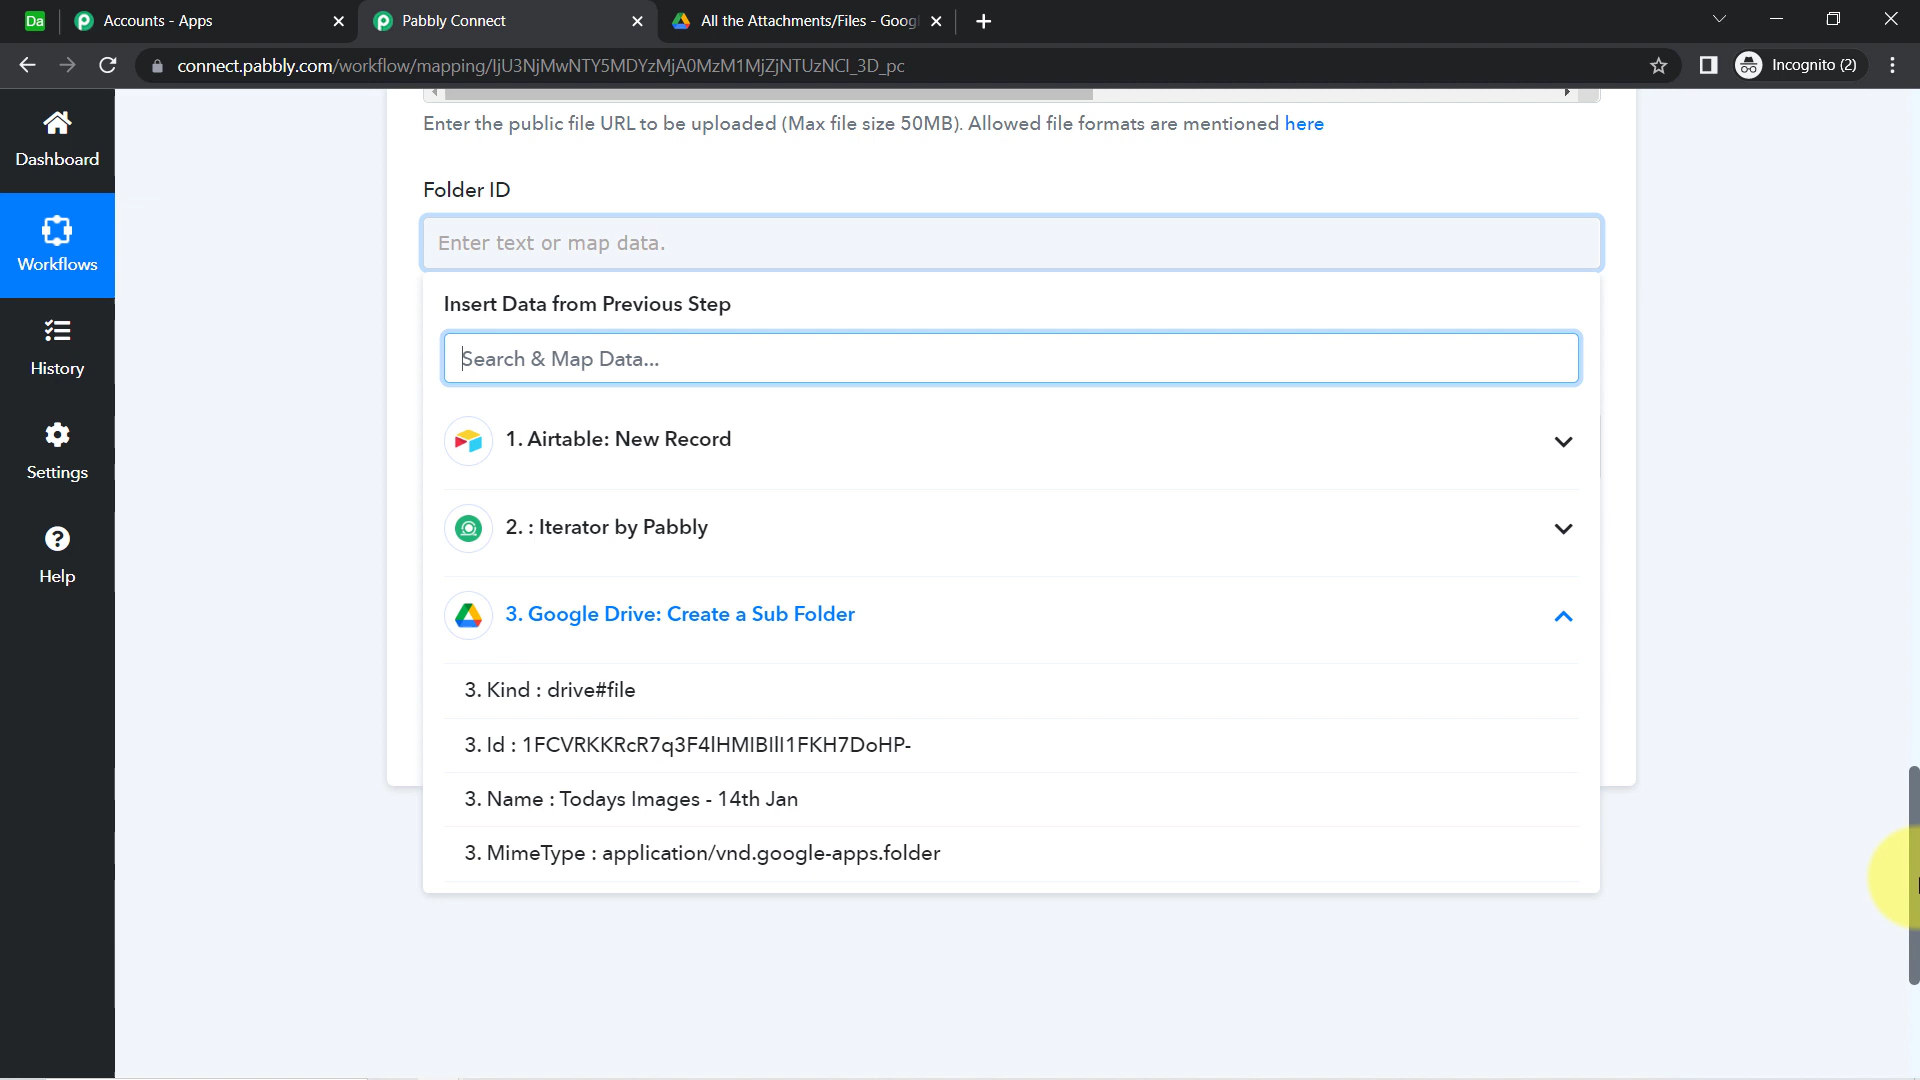 Da
Accounts - Apps
Pabbly Connect
All the Attachments/Files - Goog
connect.pabbly.com/workflow/mapping/IjU3NjMwNTY5MDYzMjA0MzM1MjZjNTUzNCI_3D_pc
Incognito (2)
Dashboard
Workflows
History
Settings
Help
Enter the public file URL to be uploaded (Max file size 50MB). Allowed file formats are mentioned here
Folder ID
Enter text or map data.
Insert Data from Previous Step
Search & Map Data...
1. Airtable: New Record
2. : Iterator by Pabbly
3. Google Drive: Create a Sub Folder
3. Kind : drive#file
3. Id : 1FCVRKKRcR7q3F4lHMIBIlI1FKH7DoHP-
3. Name : Todays Images - 14th Jan
3. MimeType : application/vnd.google-apps.folder